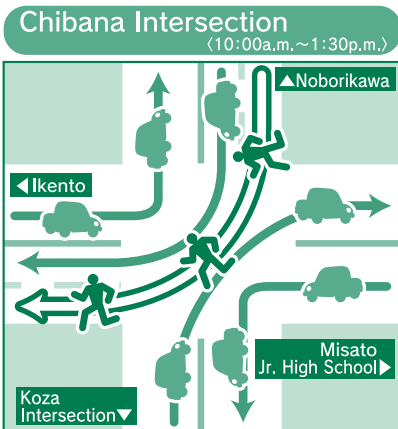 Chibana Intersection
〈10:00a.m.~1:30p.m.〉
▲Noborikawa
◀Ikento
Misato
Jr. High School▶
Koza
Intersection▼